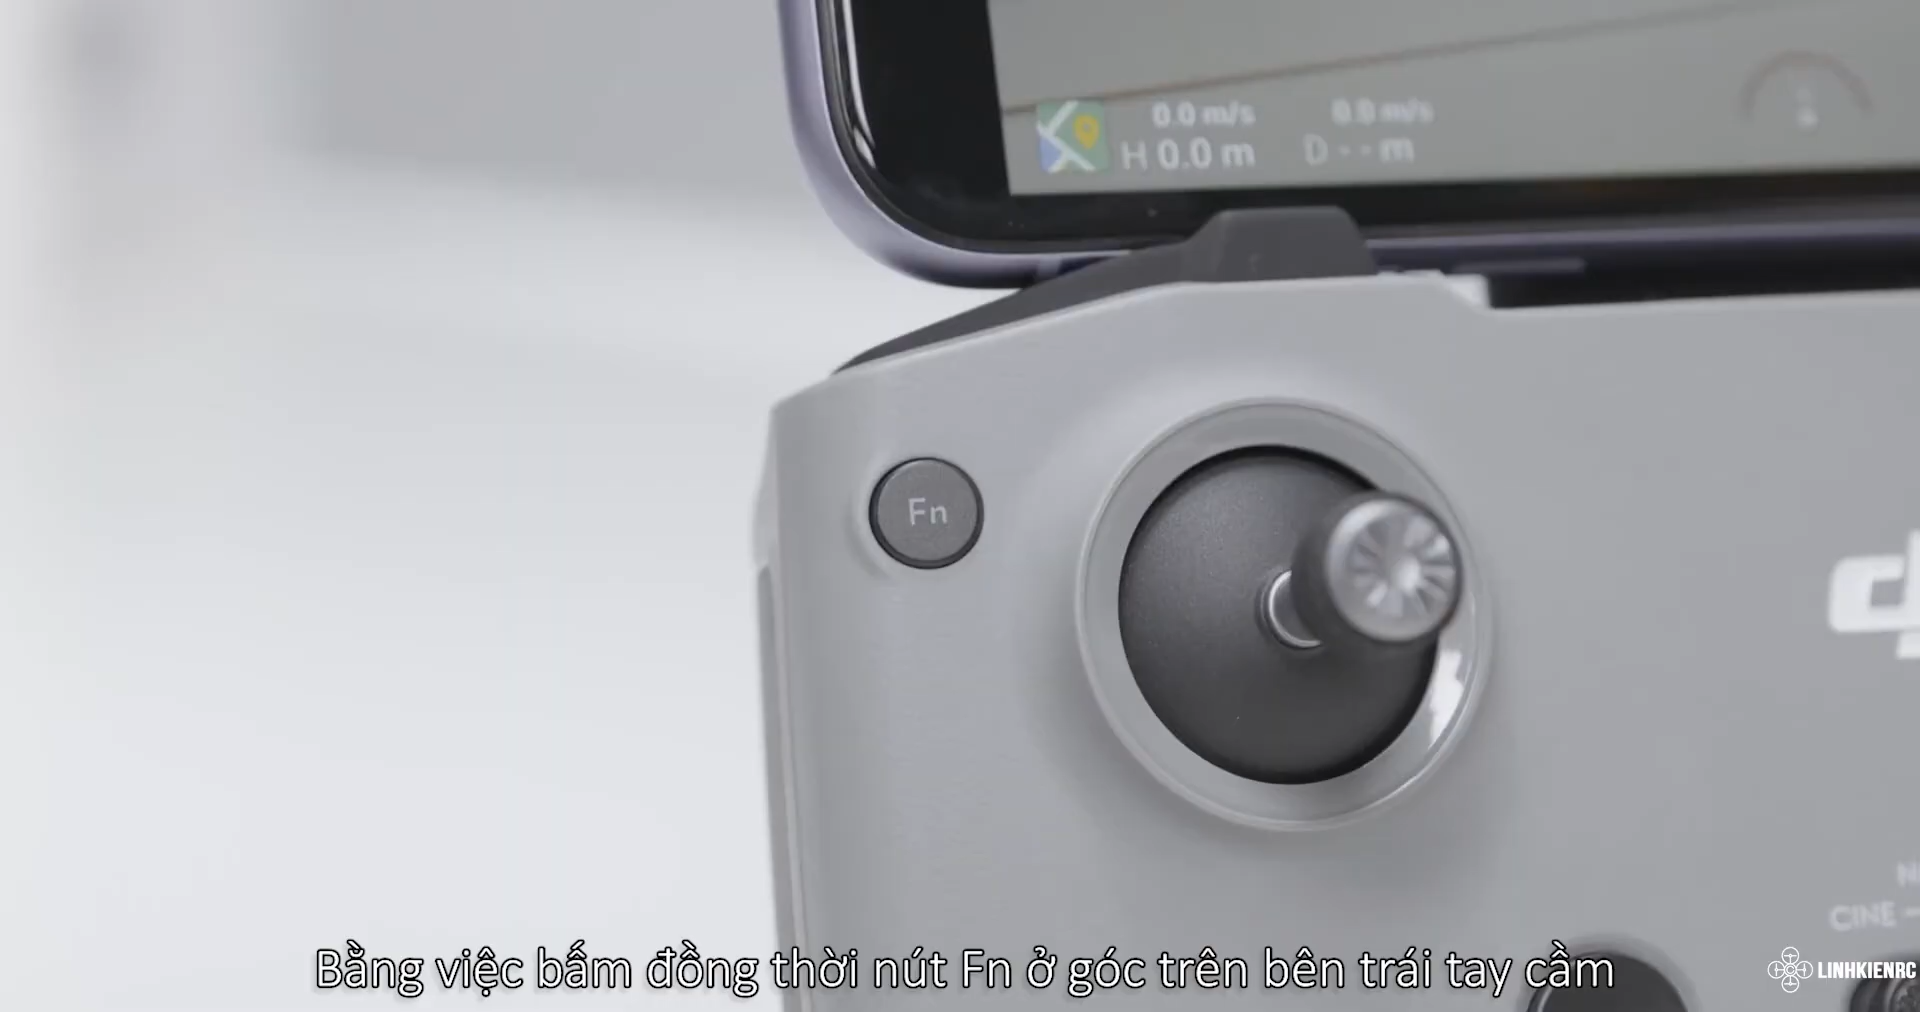 0.0 m/s 0.0 m/s
H 0.0 m D -- m
Fn
CINE
Bằng việc bấm đồng thời nút Fn ở góc trên bên trái tay cầm
LINHKIENRC